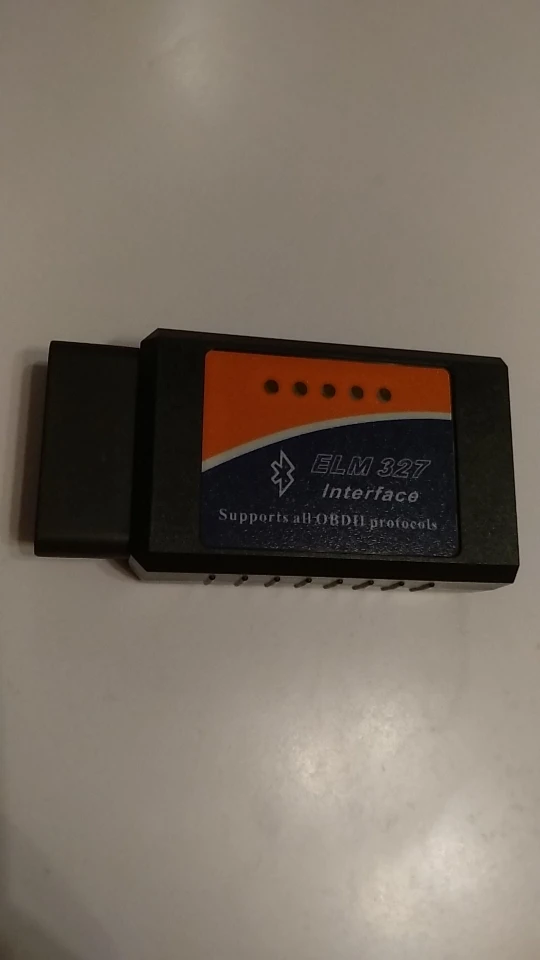 ELM 327
Interface
Supports all OBDII protocols